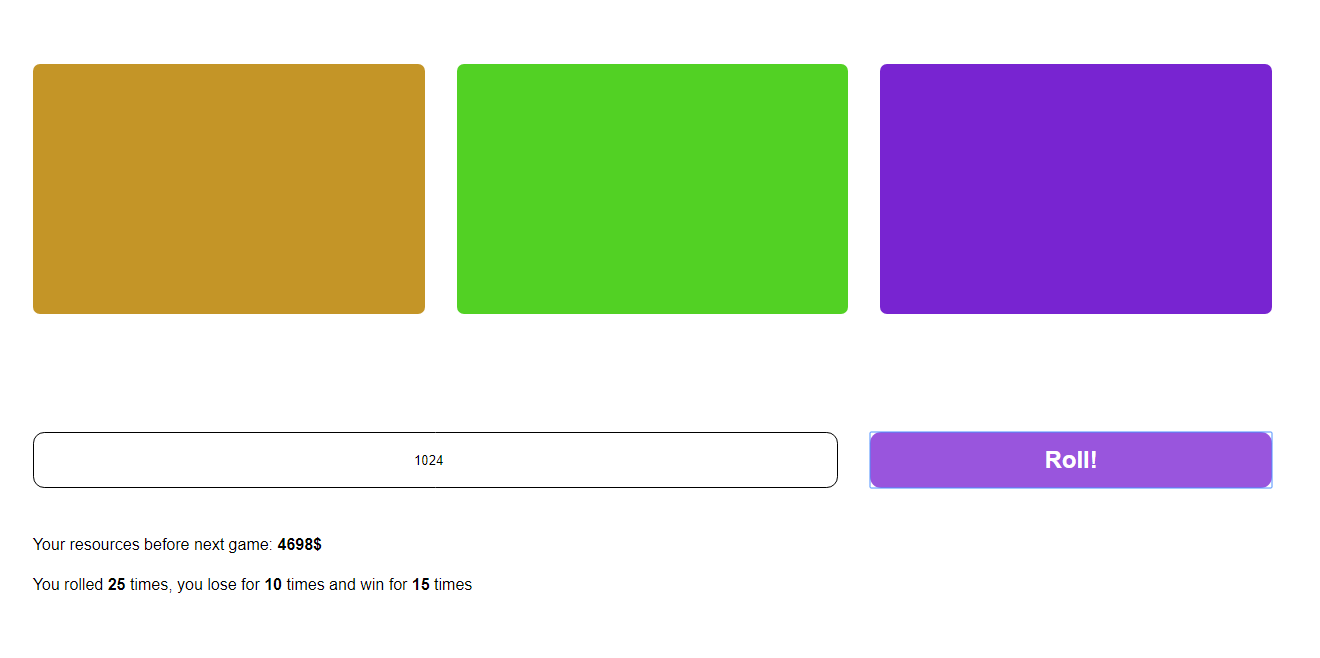 1024
Roll!
Your resources before next game: 4698$
You rolled 25 times, you lose for 10 times and win for 15 times